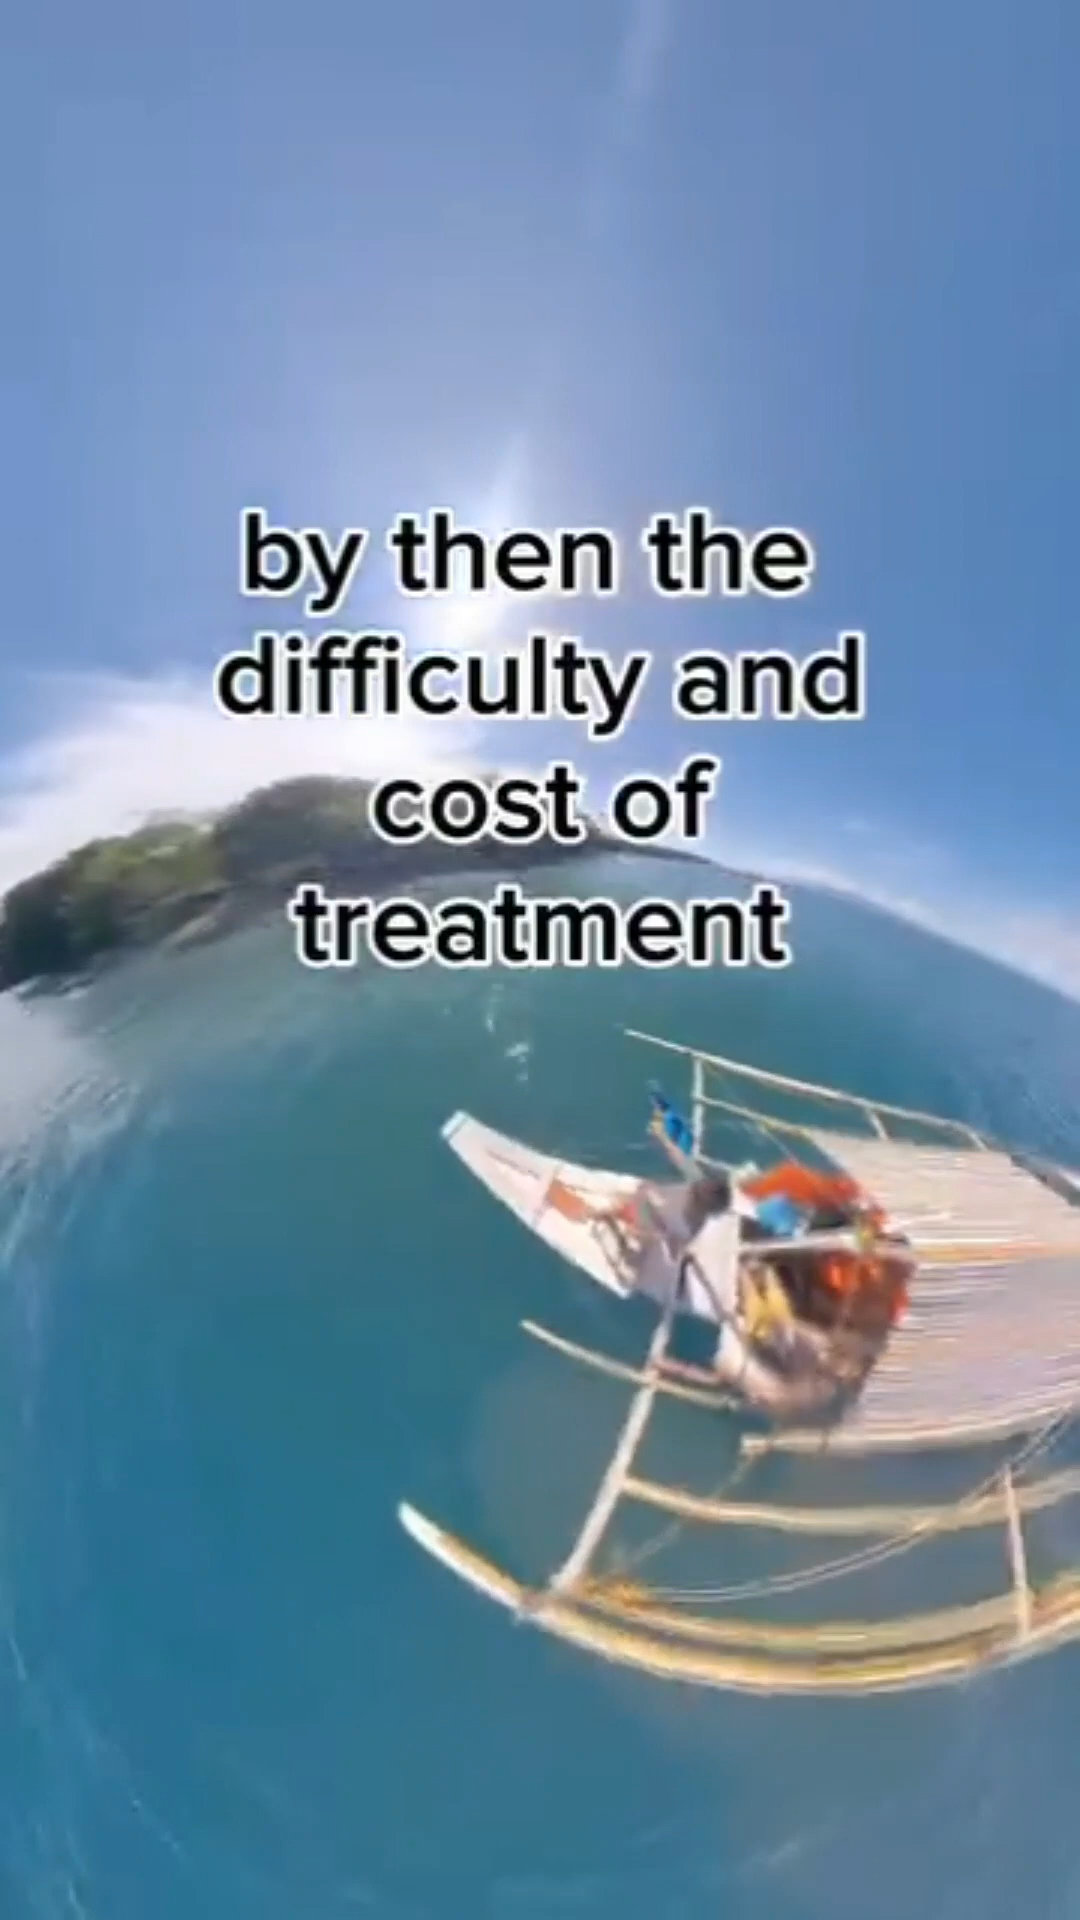 by then the
difficulty and
cost of
treatment